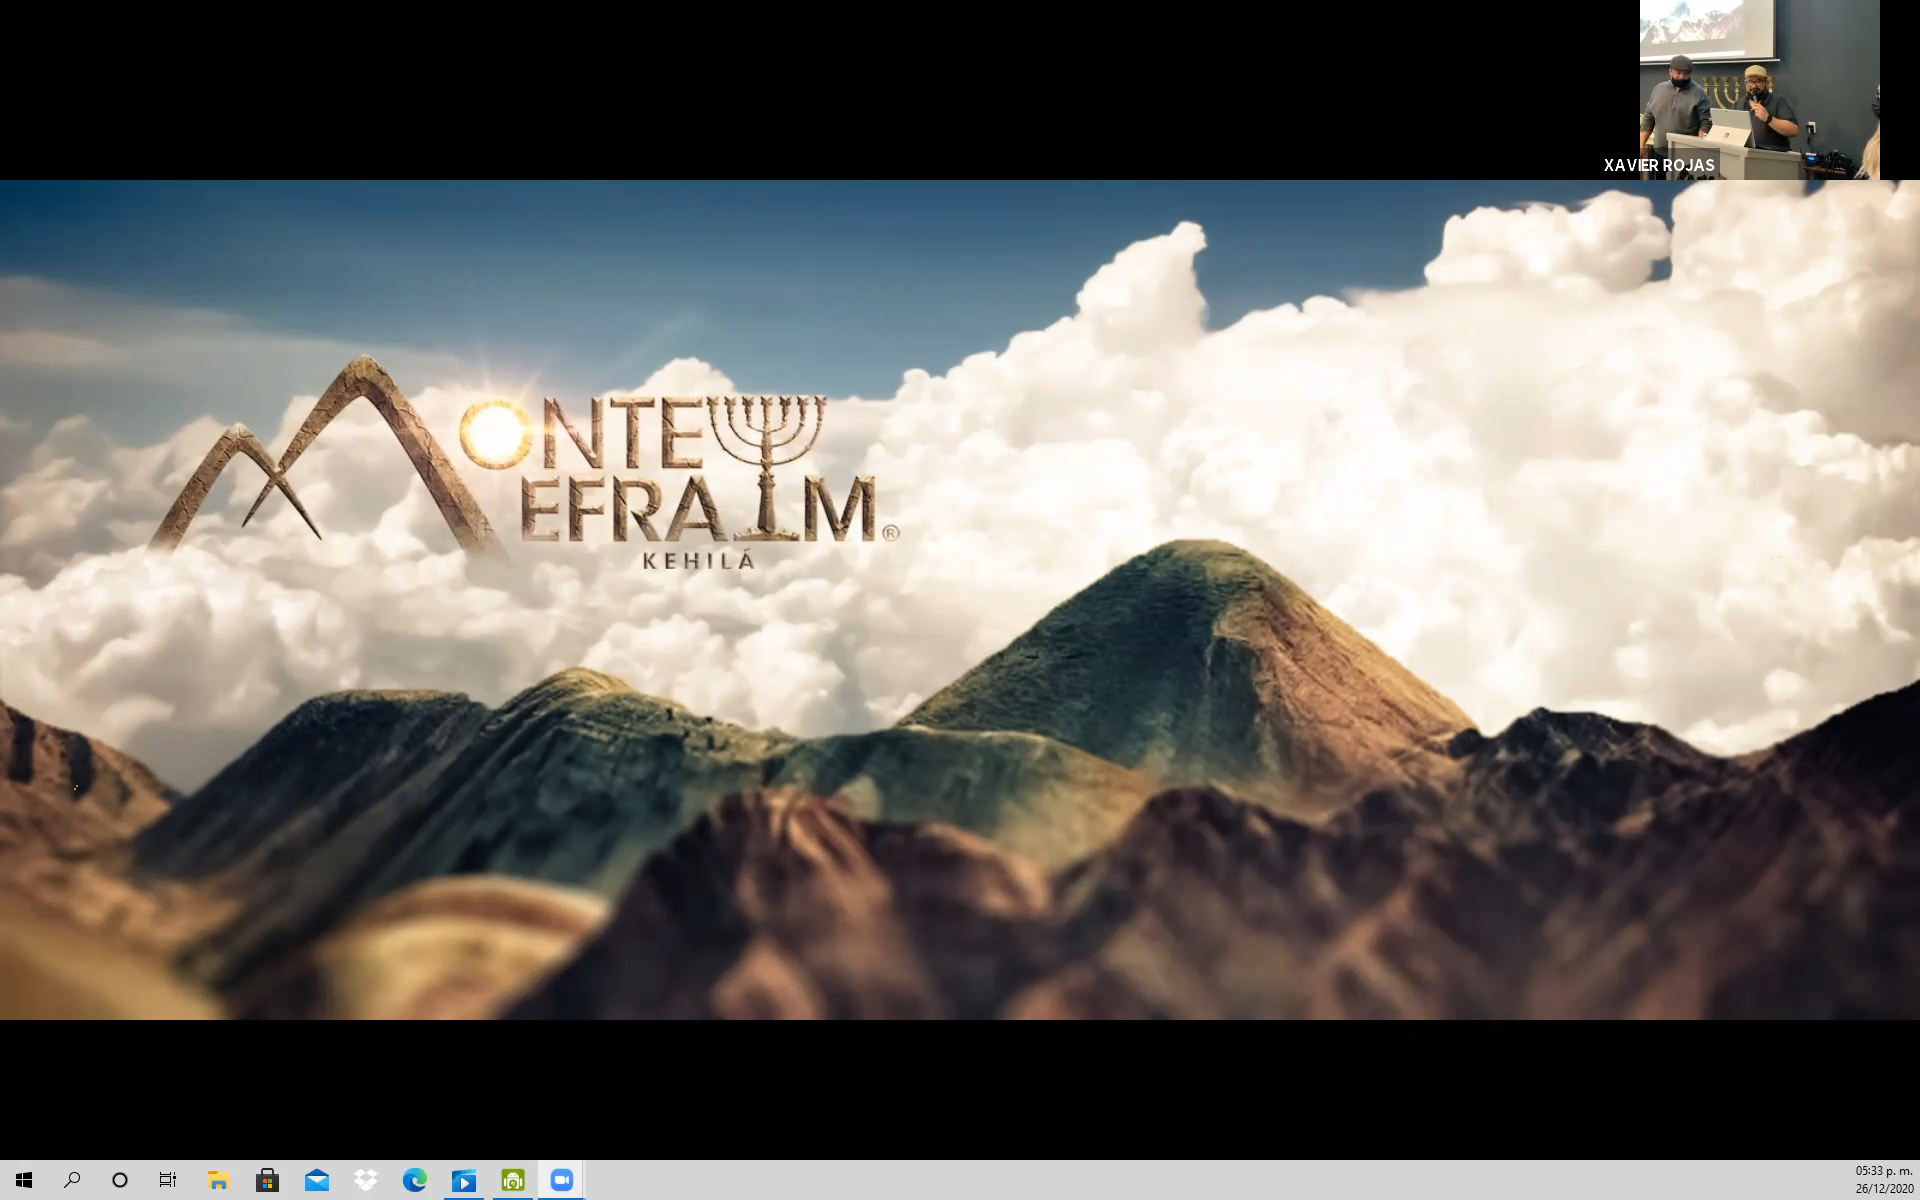 XAVIER ROJAS
MONTE
EFRAIM®
KEHILÁ
05:33 p. m.
26/12/2020